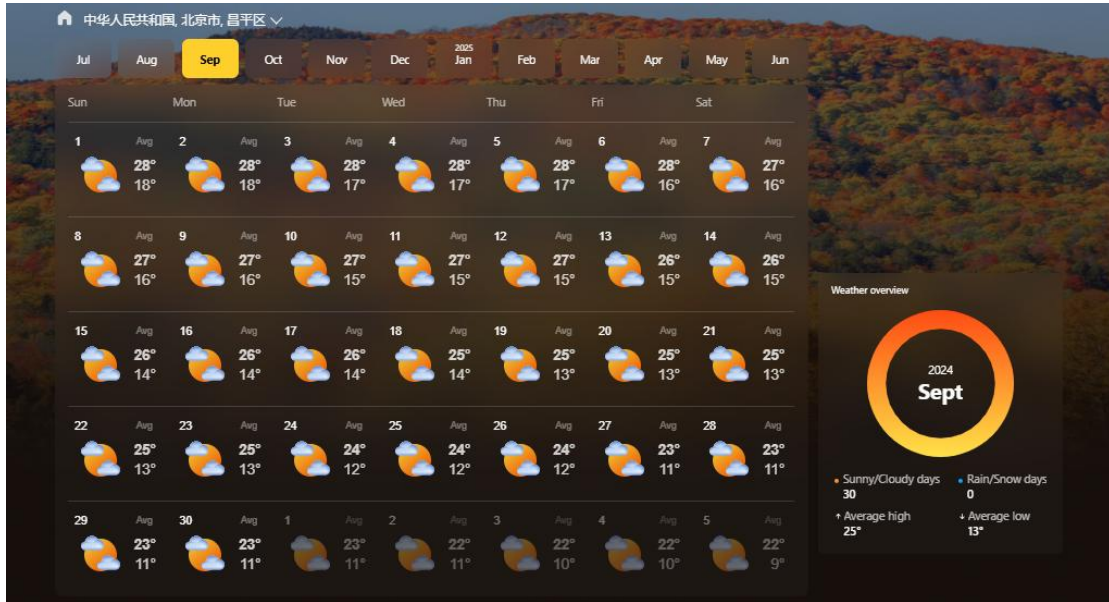 中华人民共和国, 北京市, 昌平区
Jul Aug Sep Oct Nov Dec 2025 Jan Feb Mar Apr May Jun
Sun Mon Tue Wed Thu Fri Sat
1 Avg 2 Avg 3 Avg 4 Avg 5 Avg 6 Avg 7 Avg
28° 28° 28° 28° 28° 28° 27°
18° 18° 17° 17° 17° 16° 16°
8 Avg 9 Avg 10 Avg 11 Avg 12 Avg 13 Avg 14 Avg
27° 27° 27° 27° 27° 26° 26°
16° 16° 15° 15° 15° 15° 15°
15 Avg 16 Avg 17 Avg 18 Avg 19 Avg 20 Avg 21 Avg
26° 26° 26° 25° 25° 25° 25°
14° 14° 14° 14° 13° 13° 13°
22 Avg 23 Avg 24 Avg 25 Avg 26 Avg 27 Avg 28 Avg
25° 25° 24° 24° 24° 23° 23°
13° 13° 12° 12° 12° 11° 11°
29 Avg 30 Avg 1 Avg 2 Avg 3 Avg 4 Avg 5 Avg
23° 23° 23° 22° 22° 22° 22°
11° 11° 11° 11° 10° 10° 9°
Weather overview
2024
Sept
Sunny/Cloudy days Rain/Snow days
30 0
↑ Average high ↓ Average low
25° 13°